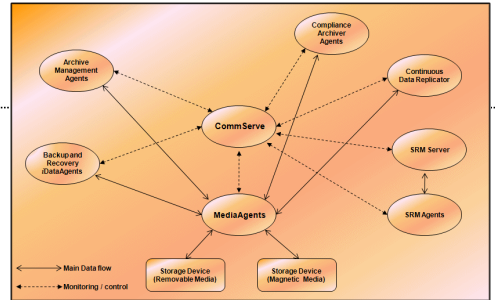 Compliance
Archiver
Agents
Archive
Management
Agents
Continuous
Data Replicator
CommServe
SRM Server
Backup and
Recovery
iDataAgents
MediaAgents
SRM Agents
Storage Device
(Removable Media)
Storage Device
(Magnetic Media)
Main Data flow
Monitoring / control